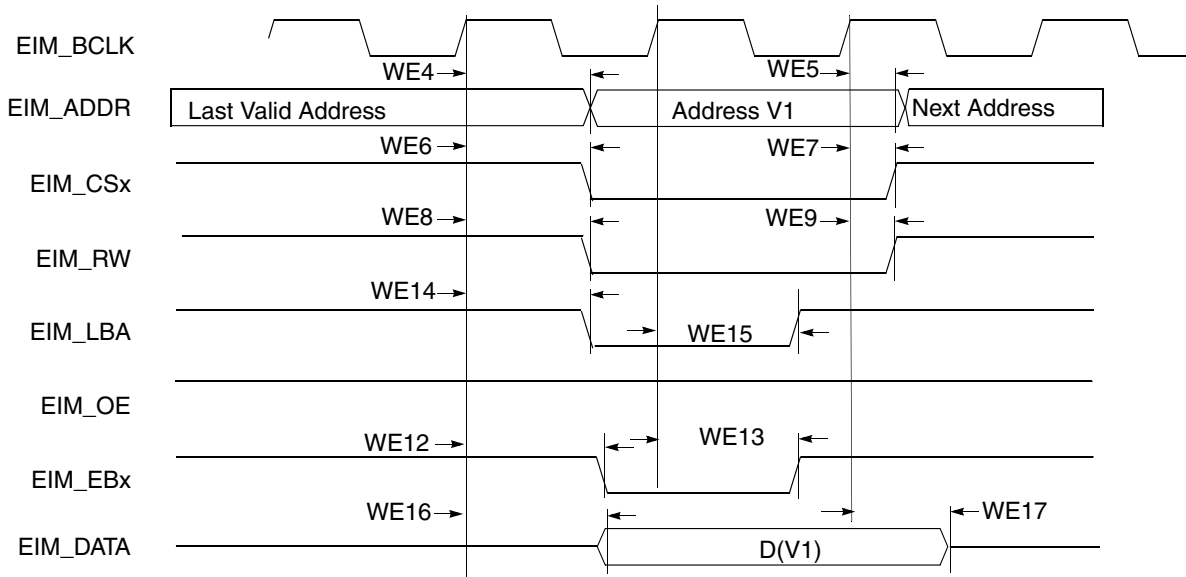 EIM_BCLK
WE4
WE5
EIM_ADDR
Last Valid Address
Address V1
Next Address
WE6
WE7
EIM_CSx
WE8
WE9
EIM_RW
WE14
EIM_LBA
WE15
EIM_OE
WE12
WE13
EIM_EBx
WE16
WE17
EIM_DATA
D(V1)